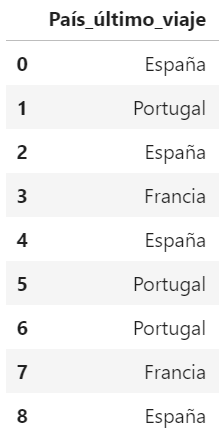 País_último_viaje
0 España
1 Portugal
2 España
3 Francia
4 España
5 Portugal
6 Portugal
7 Francia
8 España